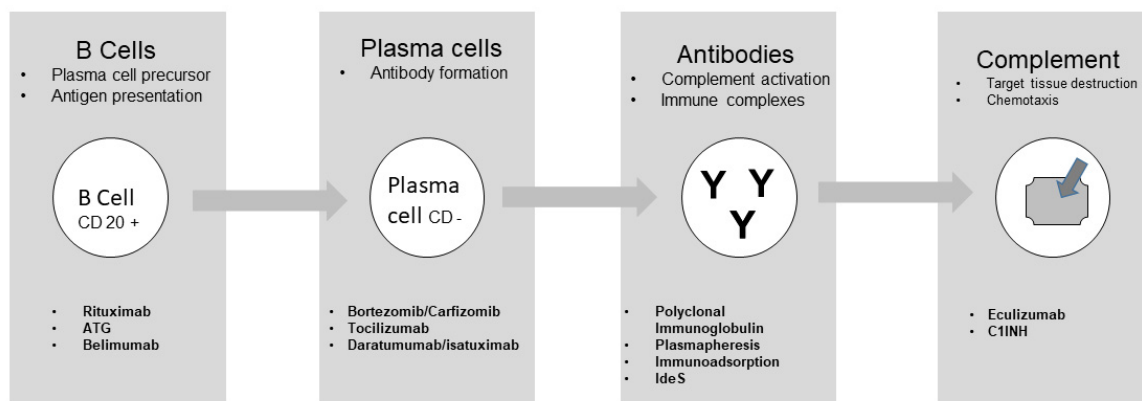 B Cells
• Plasma cell precursor
• Antigen presentation
B Cell
CD 20 +
• Rituximab
• ATG
• Belimumab
Plasma cells
• Antibody formation
Plasma
cell CD -
• Bortezomib/Carfizomib
• Tocilizumab
• Daratumumab/isatuximab
Antibodies
• Complement activation
• Immune complexes
Y Y
Y
• Polyclonal
Immunoglobulin
• Plasmapheresis
• Immunoadsorption
• IdeS
Complement
• Target tissue destruction
• Chemotaxis
• Eculizumab
• C1INH